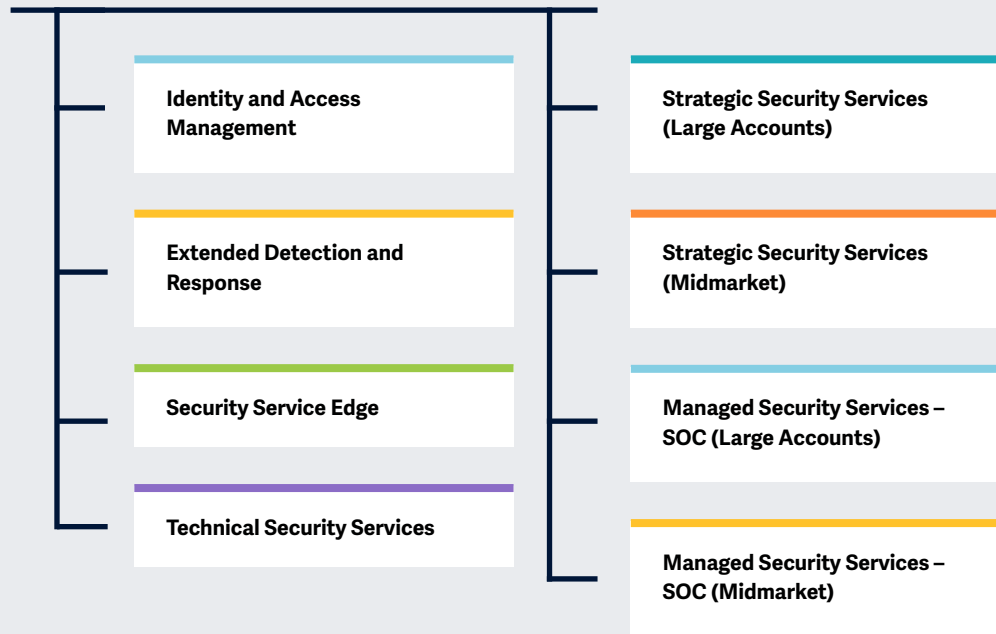 Identity and Access
Management
Extended Detection and
Response
Security Service Edge
Technical Security Services
Strategic Security Services
(Large Accounts)
Strategic Security Services
(Midmarket)
Managed Security Services –
SOC (Large Accounts)
Managed Security Services –
SOC (Midmarket)